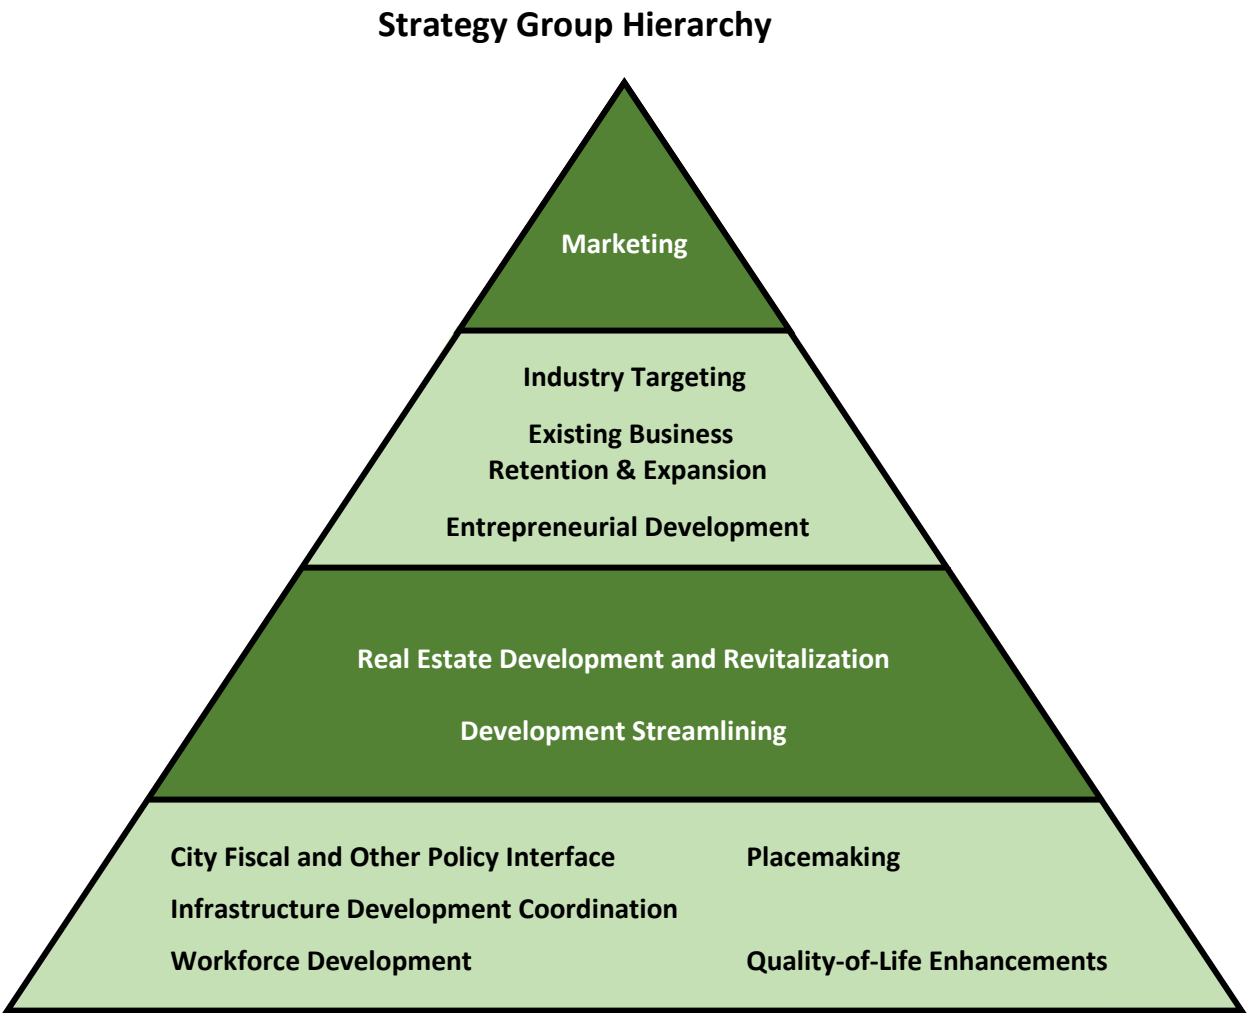 Strategy Group Hierarchy
Marketing
Industry Targeting
Existing Business
Retention & Expansion
Entrepreneurial Development
Real Estate Development and Revitalization
Development Streamlining
City Fiscal and Other Policy Interface
Placemaking
Infrastructure Development Coordination
Workforce Development
Quality-of-Life Enhancements